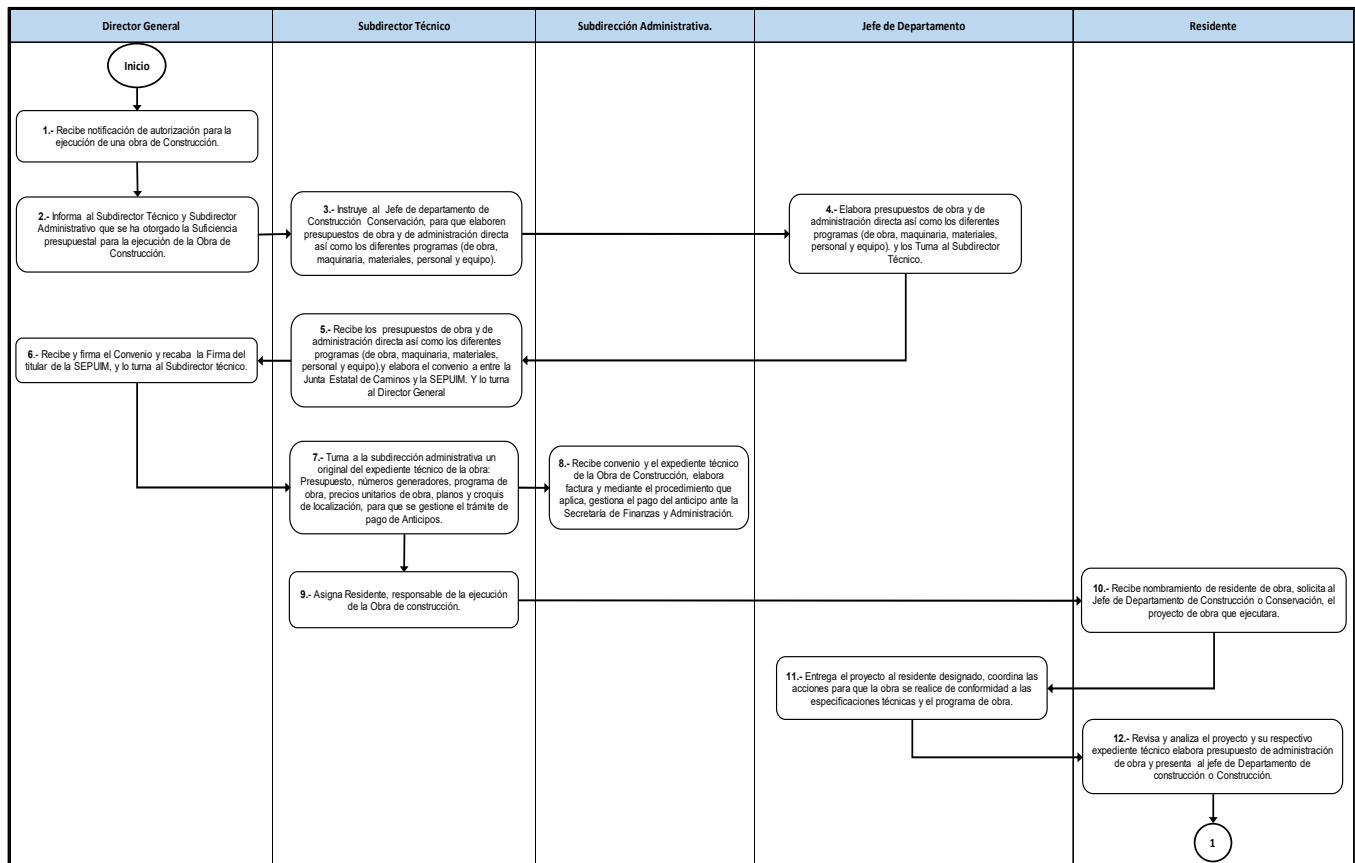 Director General
Subdirector Técnico
Subdirección Administrativa.
Jefe de Departamento
Residente
Inicio
1.- Recibe notificación de autorización para la
ejecución de una obra de Construcción.
2.- Informa al Subdirector Técnico y Subdirector
Administrativo que se ha otorgado la Suficiencia
presupuestal para la ejecución de la Obra de
Construcción.
3.- Instruye al Jefe de departamento de
Construcción Conservación, para que elaboren
presupuestos de obra y de administración directa
así como los diferentes programas (de obra,
maquinaria, materiales, personal y equipo).
4.- Elabora presupuestos de obra y de
administración directa así como los diferentes
programas (de obra, maquinaria, materiales,
personal y equipo). y los Turna al Subdirector
Técnico.
5.- Recibe los presupuestos de obra y de
administración directa así como los diferentes
programas (de obra, maquinaria, materiales,
personal y equipo).y elabora el convenio a entre la
Junta Estatal de Caminos y la SEPUIM. Y lo turna
al Director General
6.- Recibe y firma el Convenio y recaba la Firma del
titular de la SEPUIM, y lo turna al Subdirector técnico.
7.- Turna a la subdirección administrativa un
original del expediente técnico de la obra:
Presupuesto, números generadores, programa de
obra, precios unitarios de obra, planos y croquis
de localización, para que se gestione el trámite de
pago de Anticipos.
8.- Recibe convenio y el expediente técnico
de la Obra de Construcción, elabora
factura y mediante el procedimiento que
aplica, gestiona el pago del anticipo ante la
Secretaría de Finanzas y Administración.
9.- Asigna Residente, responsable de la ejecución
de la Obra de construcción.
10.- Recibe nombramiento de residente de obra, solicita al
Jefe de Departamento de Construcción o Conservación, el
proyecto de obra que ejecutara.
11.- Entrega el proyecto al residente designado, coordina las
acciones para que la obra se realice de conformidad a las
especificaciones técnicas y el programa de obra.
12.- Revisa y analiza el proyecto y su respectivo
expediente técnico elabora presupuesto de administración
de obra y presenta al jefe de Departamento de
construcción o Construcción.
1